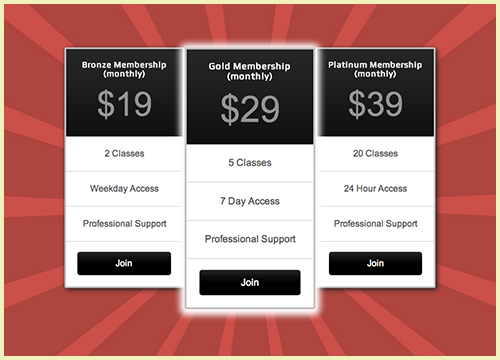 Bronze Membership
(monthly)
$19
2 Classes
Weekday Access
Professional Support
Join
Gold Membership
(monthly)
$29
5 Classes
7 Day Access
Professional Support
Join
Platinum Membership
(monthly)
$39
20 Classes
24 Hour Access
Professional Support
Join